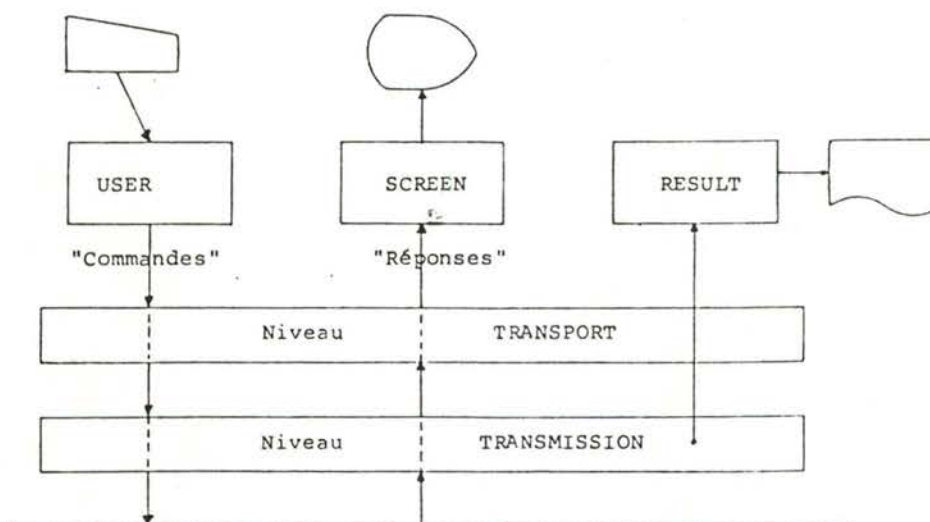 USER SCREEN RESULT
"Commandes" "Réponses"
Niveau TRANSPORT
Niveau TRANSMISSION